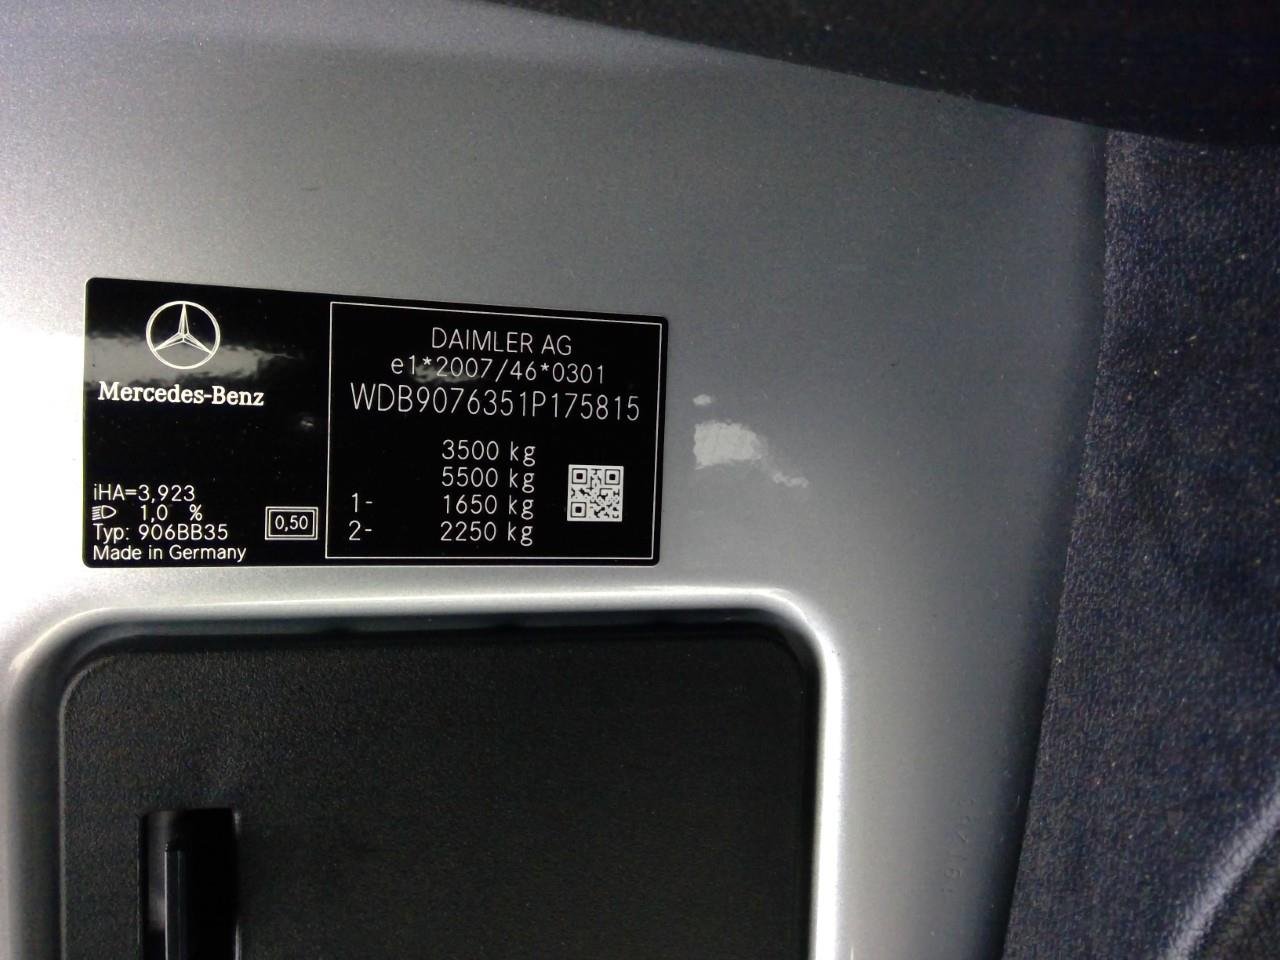 Mercedes-Benz
iHA=3,923
1,0 %
Typ: 906BB35
Made in Germany
0,50
DAIMLER AG
e1*2007/46*0301
WDB9076351P175815
3500 kg
5500 kg
1- 1650 kg
2- 2250 kg